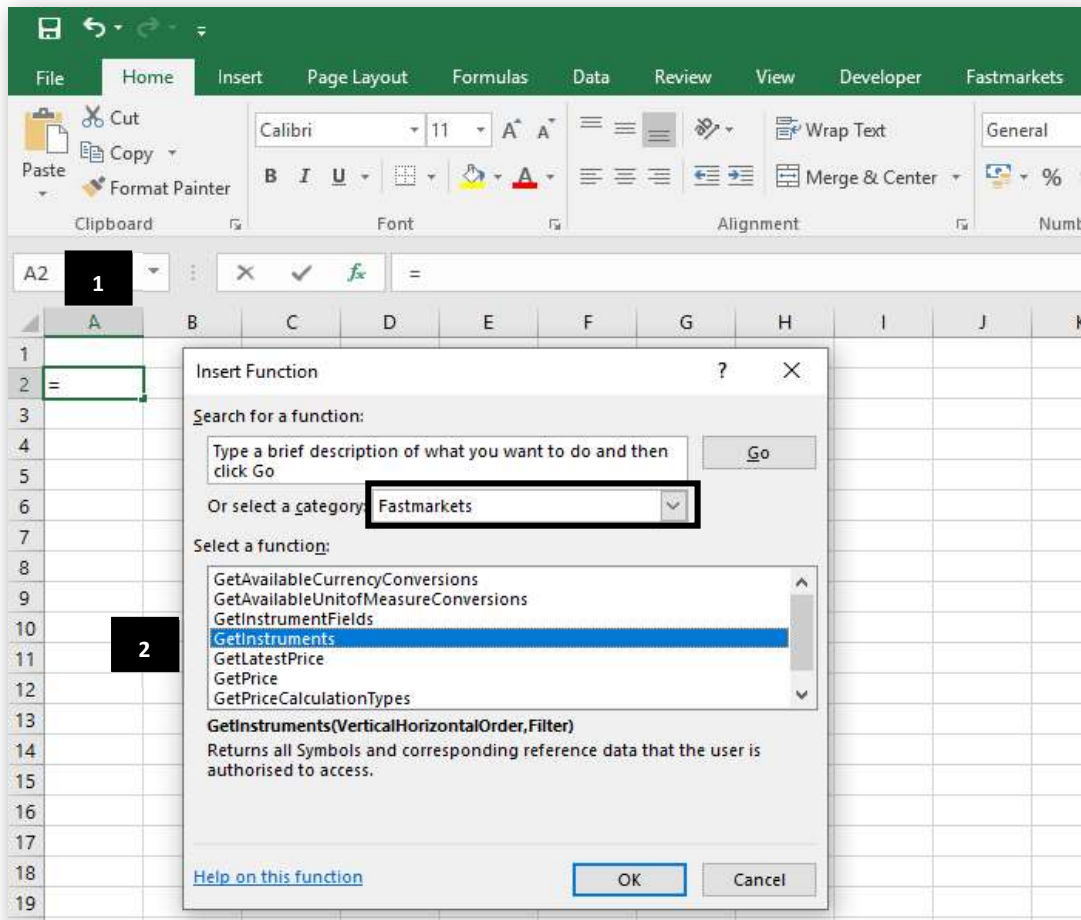 File Home Insert Page Layout Formulas Data Review View Developer Fastmarkets
Paste
Cut
Copy
Format Painter
Clipboard
Calibri 11 A A
B I U A
Font
Wrap Text
Merge & Center
Alignment
General
%
A2 1 fx =
A B C D E F G H I J
1
2 =
3
4
5
6
7
8
9
10
11
12
13
14
15
16
17
18
19
Insert Function ? X
Search for a function:
Type a brief description of what you want to do and then
click Go
Go
Or select a category: Fastmarkets
Select a function:
GetAvailableCurrencyConversions
GetAvailableUnitofMeasureConversions
GetInstrumentFields
GetInstruments
GetLatestPrice
GetPrice
GetPriceCalculationTypes
2
GetInstruments(VerticalHorizontalOrder,Filter)
Returns all Symbols and corresponding reference data that the user is
authorised to access.
Help on this function
OK Cancel